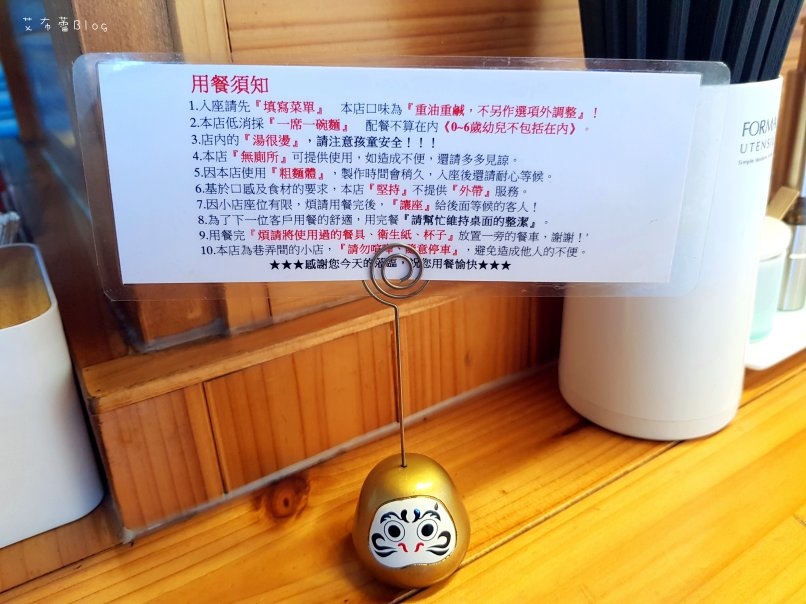 艾布蕾Blog
用餐須知
1.入座請先『填寫菜單』 本店口味為『重油重鹹，不另作選項外調整』！
2.本店低消採『一席一碗麵』 配餐不算在內《0~6歲幼兒不包括在內》。
3.店內的『湯很燙』，請注意孩童安全！！！
4.本店『無廁所』可提供使用，如造成不便，還請多多見諒。
5.因本店使用『粗麵體』，製作時間會稍久，入座後還請耐心等候。
6.基於口感及食材的要求，本店『堅持』不提供『外帶』服務。
7.因小店座位有限，煩請用餐完後，『讓座』給後面等候的客人！
8.為了下一位客戶用餐的舒適，用完餐『請幫忙維持桌面的整潔』。
9.用餐完『煩請將使用過的餐具、衛生紙、杯子』放置一旁的餐車，謝謝！'
10.本店為巷弄間的小店，『請勿喧 意停車』，避免造成他人的不便。
★★★感謝您今天的 您用餐愉快★★★
FORMA
UTENSIL